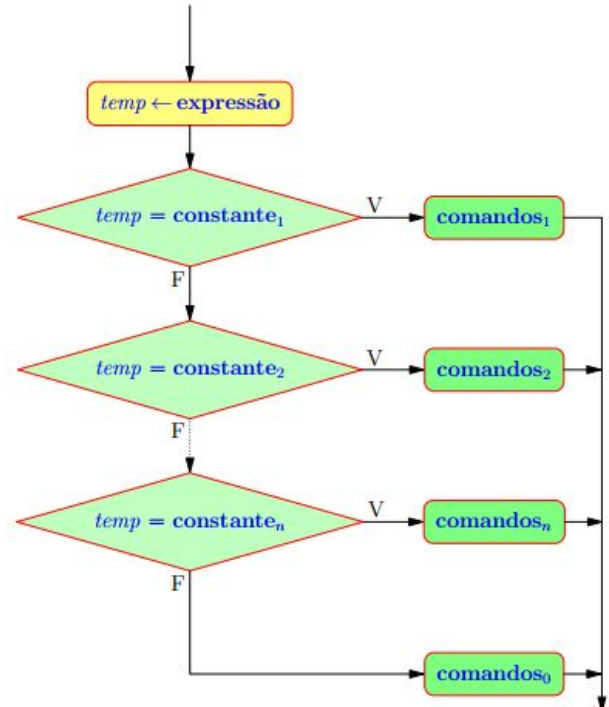 temp ← expressão
temp = constante₁
V
comandos₁
F
temp = constante₂
V
comandos₂
F
temp = constanteₙ
V
comandosₙ
F
comandos₀